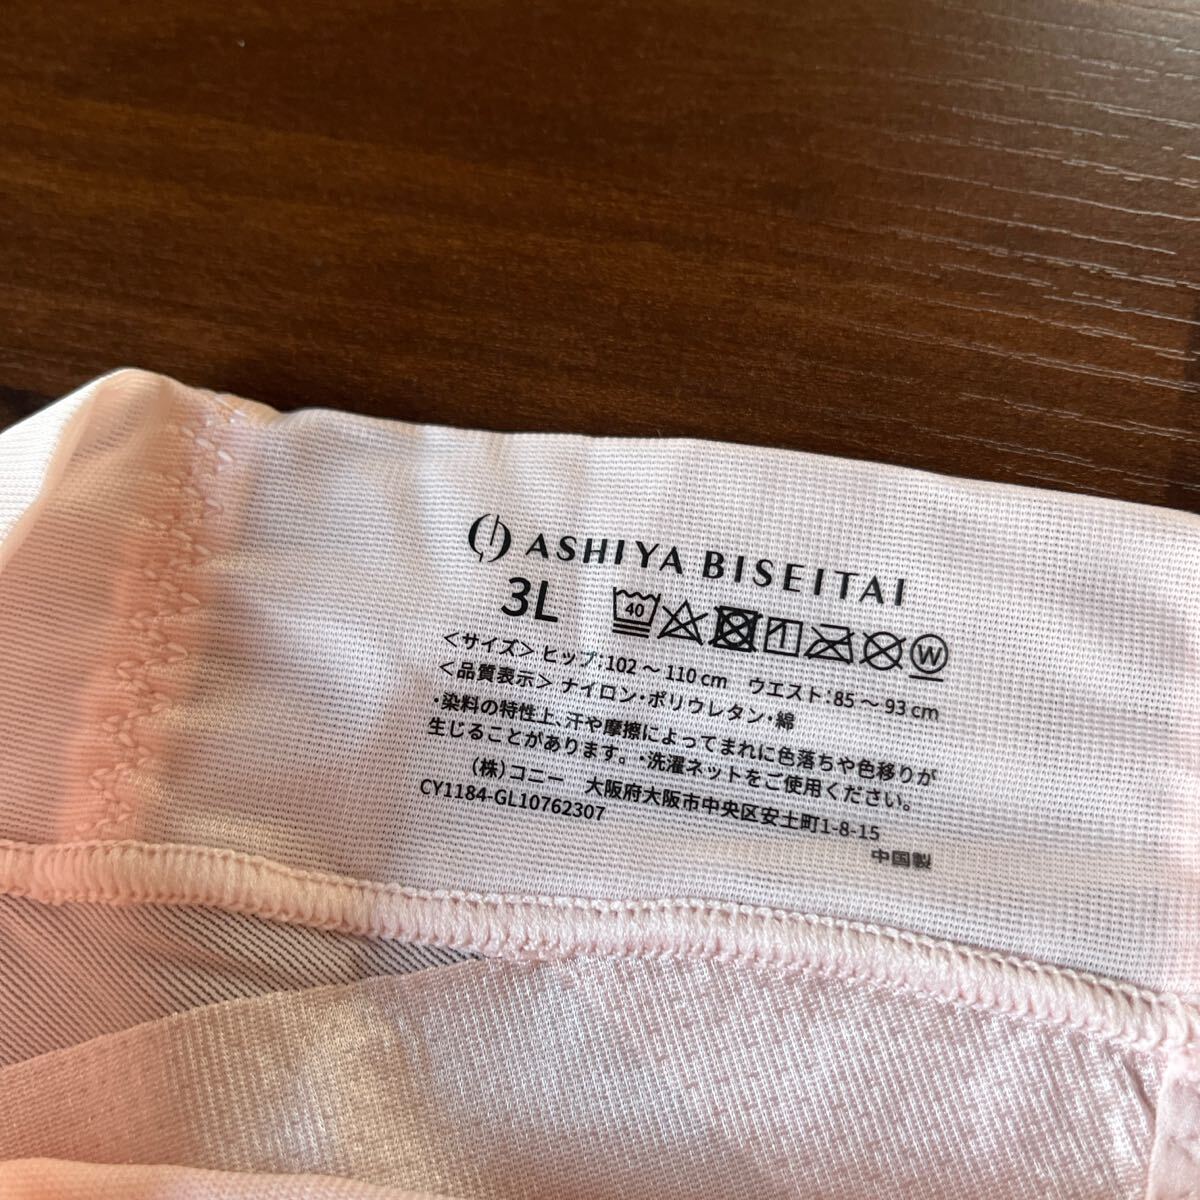 ASHIYA BISEITAI
3L
40
W
＜サイズ＞ ヒップ：102～110cm ウエスト：85～93cm
＜品質表示＞ ナイロン・ポリウレタン・綿
・染料の特性上、汗や摩擦によってまれに色落ちや色移りが
生じることがあります。・洗濯ネットをご使用ください。
(株)コニー 大阪府大阪市中央区安土町1-8-15
CY1184-GL10762307
中国製